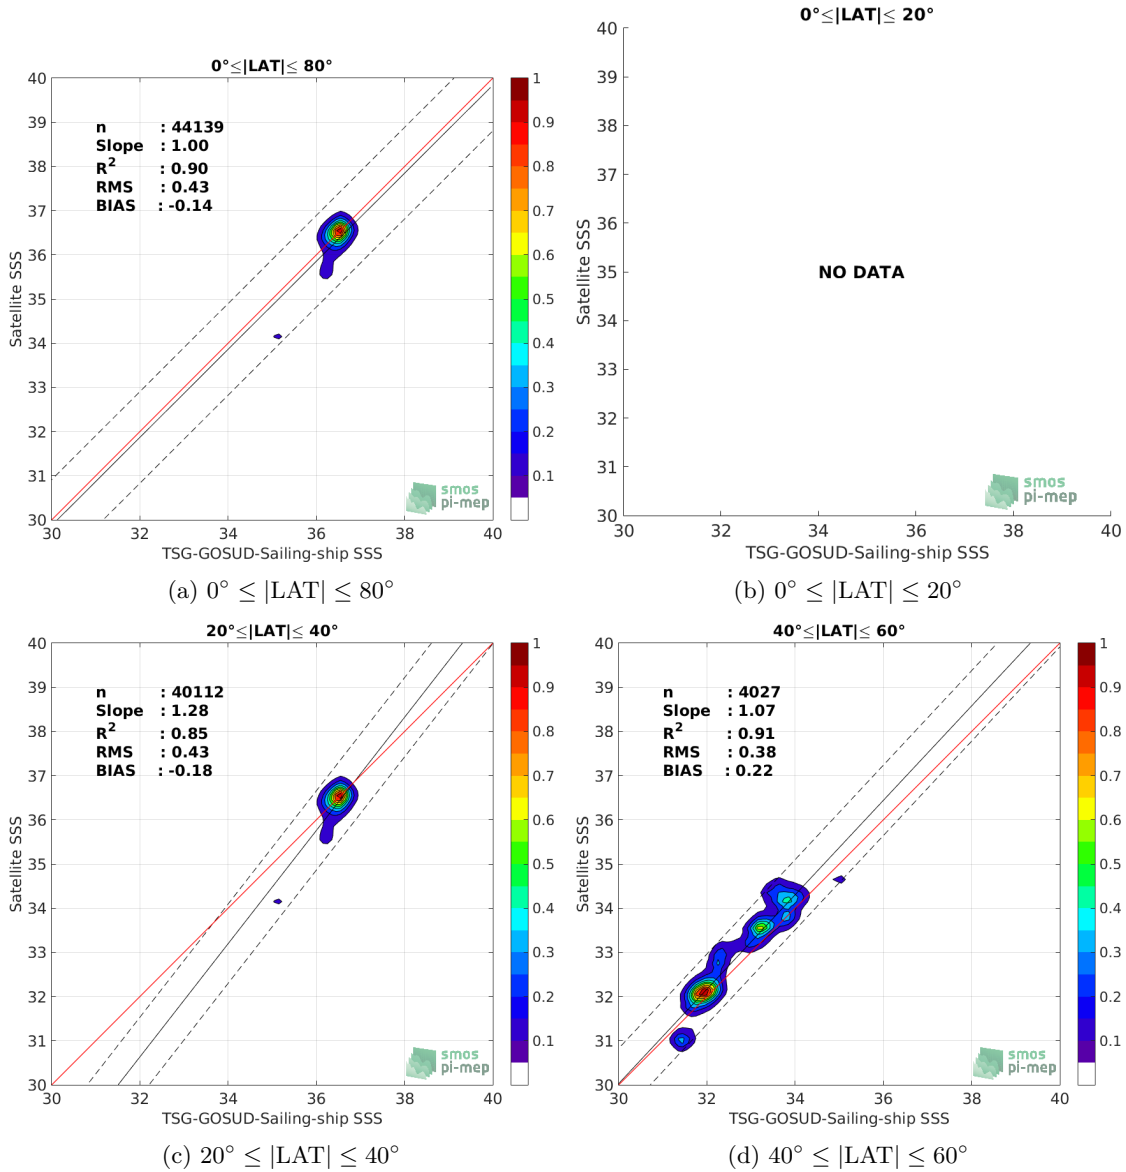 0°≤|LAT|≤ 80°
40
39
38
37
36
35
34
33
32
31
30
30
32
34
36
38
40
Satellite SSS
TSG-GOSUD-Sailing-ship SSS
n : 44139
Slope : 1.00
R² : 0.90
RMS : 0.43
BIAS : -0.14
smos
pi-mep
1
0.9
0.8
0.7
0.6
0.5
0.4
0.3
0.2
0.1
(a) 0° ≤ |LAT| ≤ 80°
0°≤|LAT|≤ 20°
40
39
38
37
36
35
34
33
32
31
30
30
32
34
36
38
40
Satellite SSS
TSG-GOSUD-Sailing-ship SSS
NO DATA
smos
pi-mep
(b) 0° ≤ |LAT| ≤ 20°
20°≤|LAT|≤ 40°
40
39
38
37
36
35
34
33
32
31
30
30
32
34
36
38
40
Satellite SSS
TSG-GOSUD-Sailing-ship SSS
n : 40112
Slope : 1.28
R² : 0.85
RMS : 0.43
BIAS : -0.18
smos
pi-mep
1
0.9
0.8
0.7
0.6
0.5
0.4
0.3
0.2
0.1
(c) 20° ≤ |LAT| ≤ 40°
40°≤|LAT|≤ 60°
40
39
38
37
36
35
34
33
32
31
30
30
32
34
36
38
40
Satellite SSS
TSG-GOSUD-Sailing-ship SSS
n : 4027
Slope : 1.07
R² : 0.91
RMS : 0.38
BIAS : 0.22
smos
pi-mep
1
0.9
0.8
0.7
0.6
0.5
0.4
0.3
0.2
0.1
(d) 40° ≤ |LAT| ≤ 60°